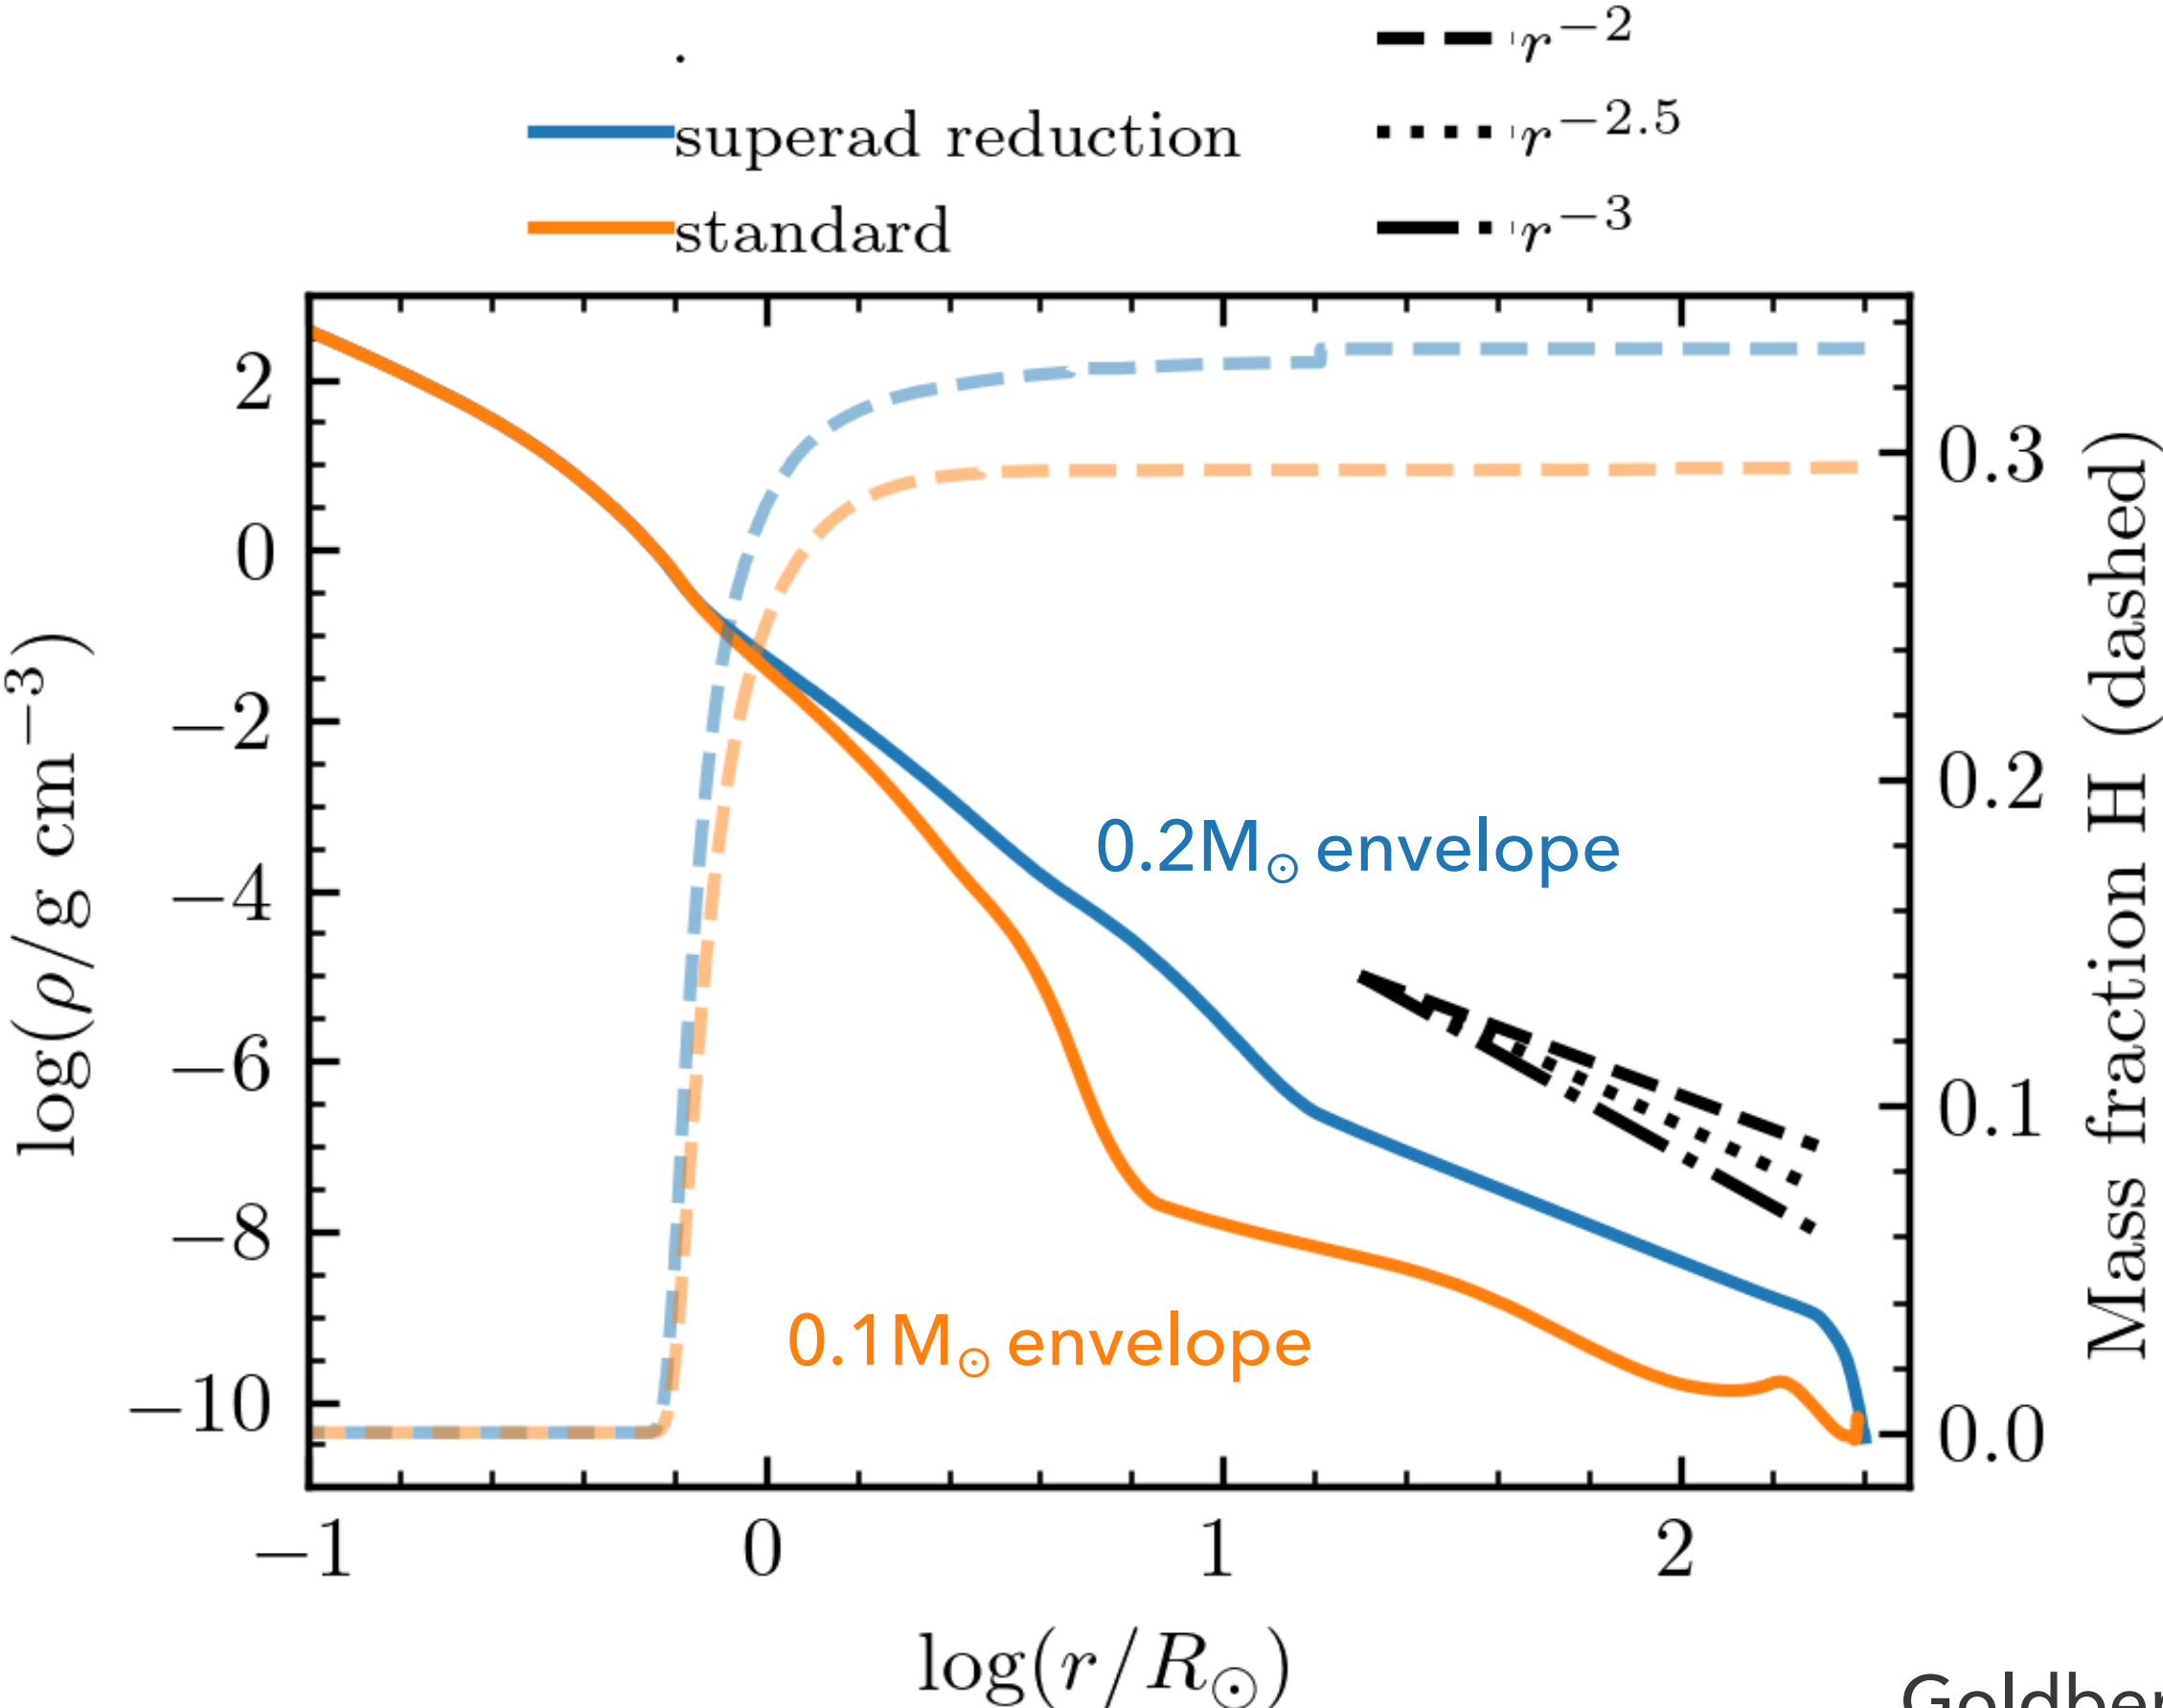 .
superad reduction
standard
r⁻²
r⁻²·⁵
r⁻³
log(ρ/g cm⁻³)
2
0
−2
−4
−6
−8
−10
0.2M☉ envelope
0.1M☉ envelope
0.3
0.2
0.1
0.0
Mass fraction H (dashed)
−1
0
1
2
log(r/R☉)